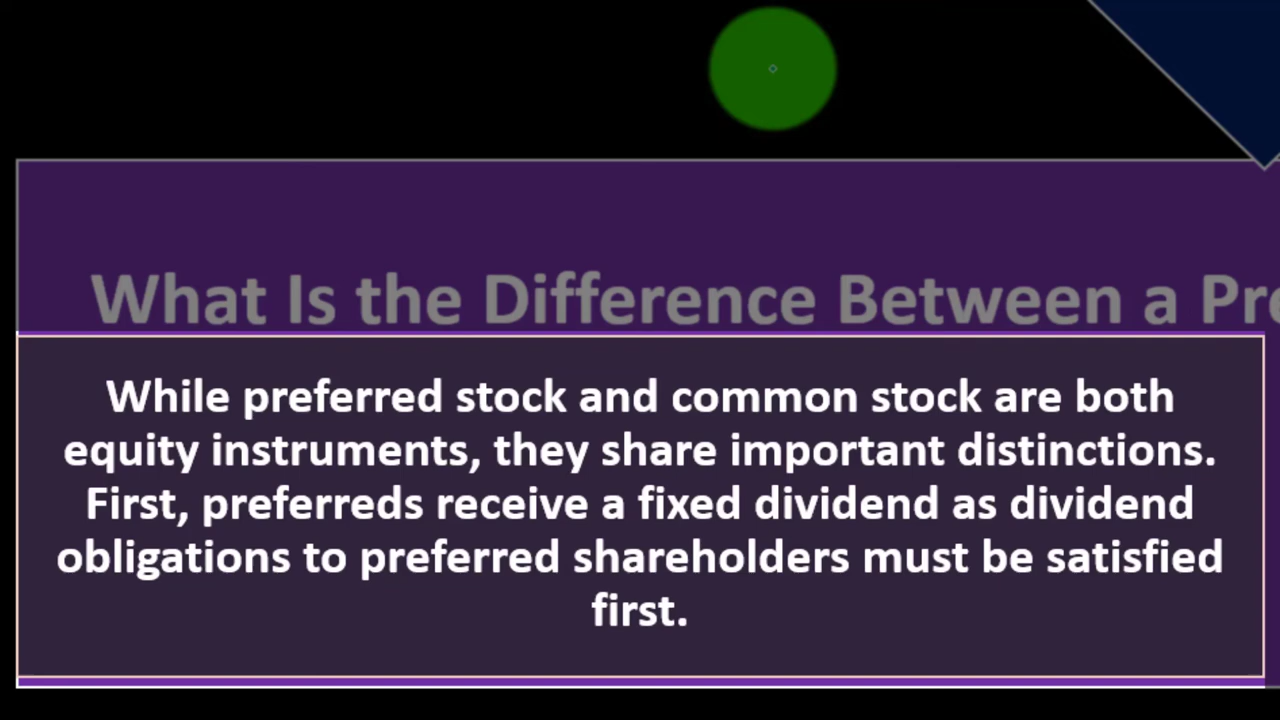 What Is the Difference Between a
While preferred stock and common stock are both
equity instruments, they share important distinctions.
First, preferreds receive a fixed dividend as dividend
obligations to preferred shareholders must be satisfied
first.